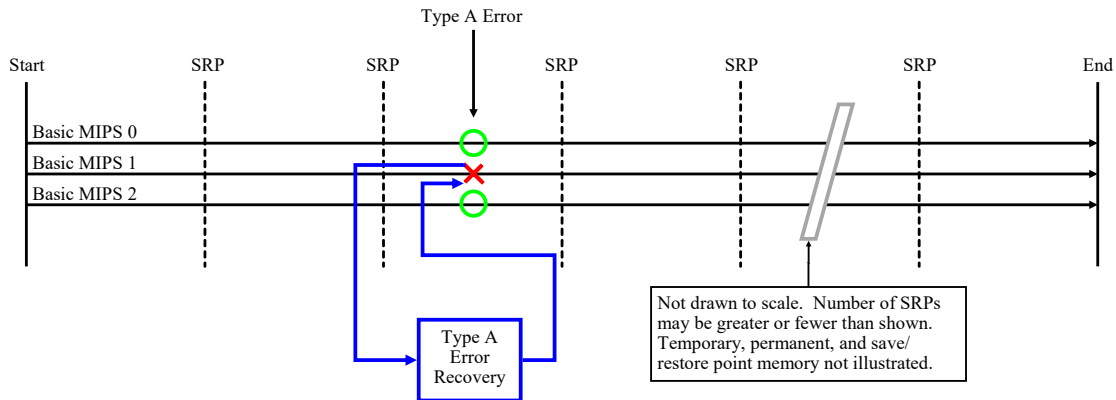 Type A Error
Start
SRP
SRP
SRP
SRP
SRP
End
Basic MIPS 0
Basic MIPS 1
Basic MIPS 2
Type A
Error
Recovery
Not drawn to scale.  Number of SRPs
may be greater or fewer than shown.
Temporary, permanent, and save/
restore point memory not illustrated.